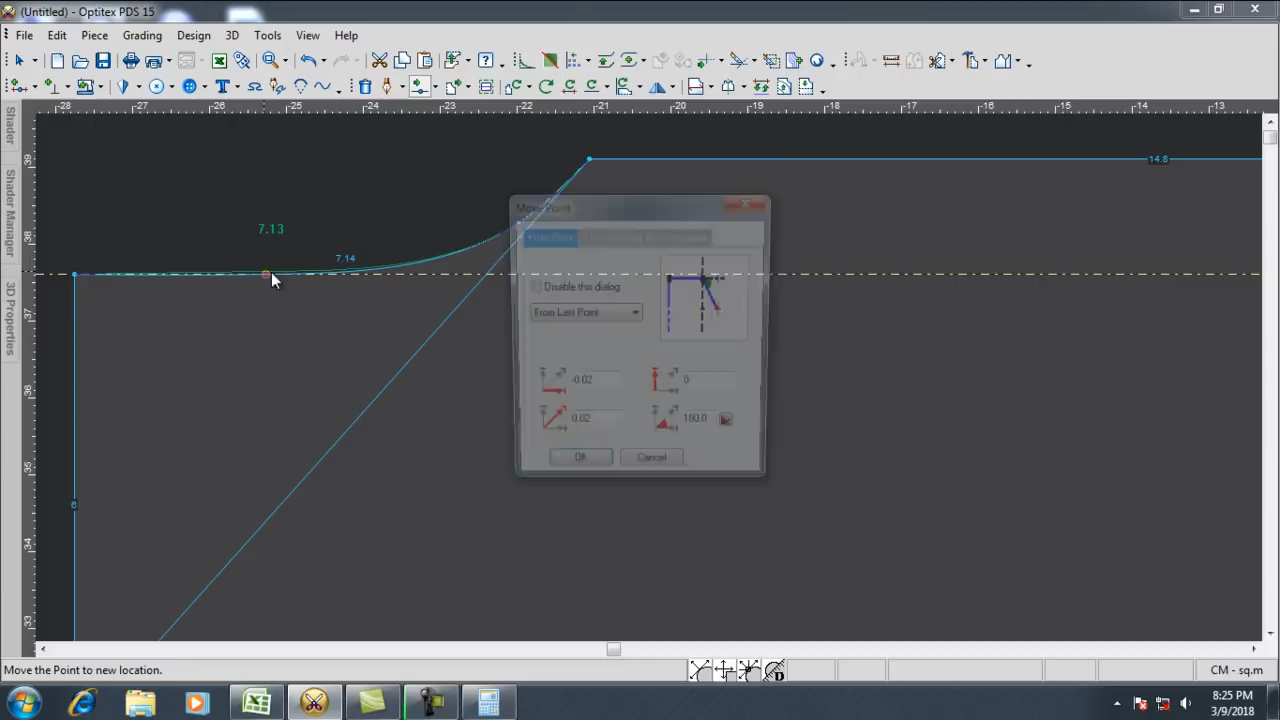 (Untitled) - Optitex PDS 15
File Edit Piece Grading Design 3D Tools View Help
-28 -27 -26 -25 -24 -23 -22 -21 -20 -19 -18 -17 -16 -15 -14 -13
Shader
Shader Manager
3D Properties
39
38
37
36
35
34
33
14.8
7.13
7.14
6
Move Point
Disable this dialog
From Last Point
-0.02 0
0.02 180.0
OK Cancel
Move the Point to new location.
D
CM - sq.m
8:25 PM
3/9/2018